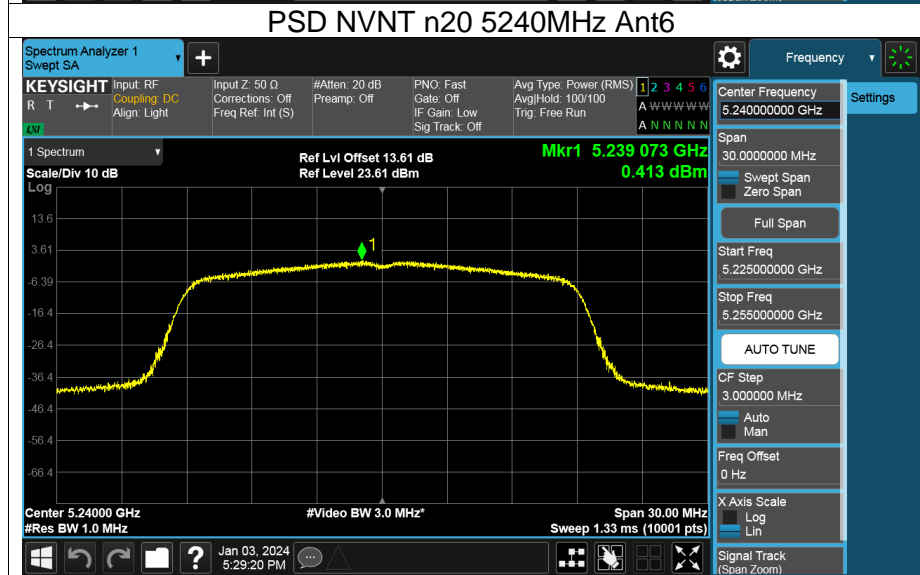 PSD NVNT n20 5240MHz Ant6
Spectrum Analyzer 1
Swept SA
+
Frequency
KEYSIGHT
R T
LXI
Input: RF
Coupling: DC
Align: Light
Input Z: 50 Ω
Corrections: Off
Freq Ref: Int (S)
#Atten: 20 dB
Preamp: Off
PNO: Fast
Gate: Off
IF Gain: Low
Sig Track: Off
Avg Type: Power (RMS)
Avg|Hold: 100/100
Trig: Free Run
1 2 3 4 5 6
A W W W W W
A N N N N N
1 Spectrum
Scale/Div 10 dB
Log
Ref Lvl Offset 13.61 dB
Ref Level 23.61 dBm
Mkr1 5.239 073 GHz
0.413 dBm
13.6
3.61
-6.39
-16.4
-26.4
-36.4
-46.4
-56.4
-66.4
1
Center 5.24000 GHz
#Res BW 1.0 MHz
#Video BW 3.0 MHz*
Span 30.00 MHz
Sweep 1.33 ms (10001 pts)
Jan 03, 2024
5:29:20 PM
?
Center Frequency
5.240000000 GHz
Span
30.0000000 MHz
Swept Span
Zero Span
Full Span
Start Freq
5.225000000 GHz
Stop Freq
5.255000000 GHz
AUTO TUNE
CF Step
3.000000 MHz
Auto
Man
Freq Offset
0 Hz
X Axis Scale
Log
Lin
Signal Track
(Span Zoom)
Settings